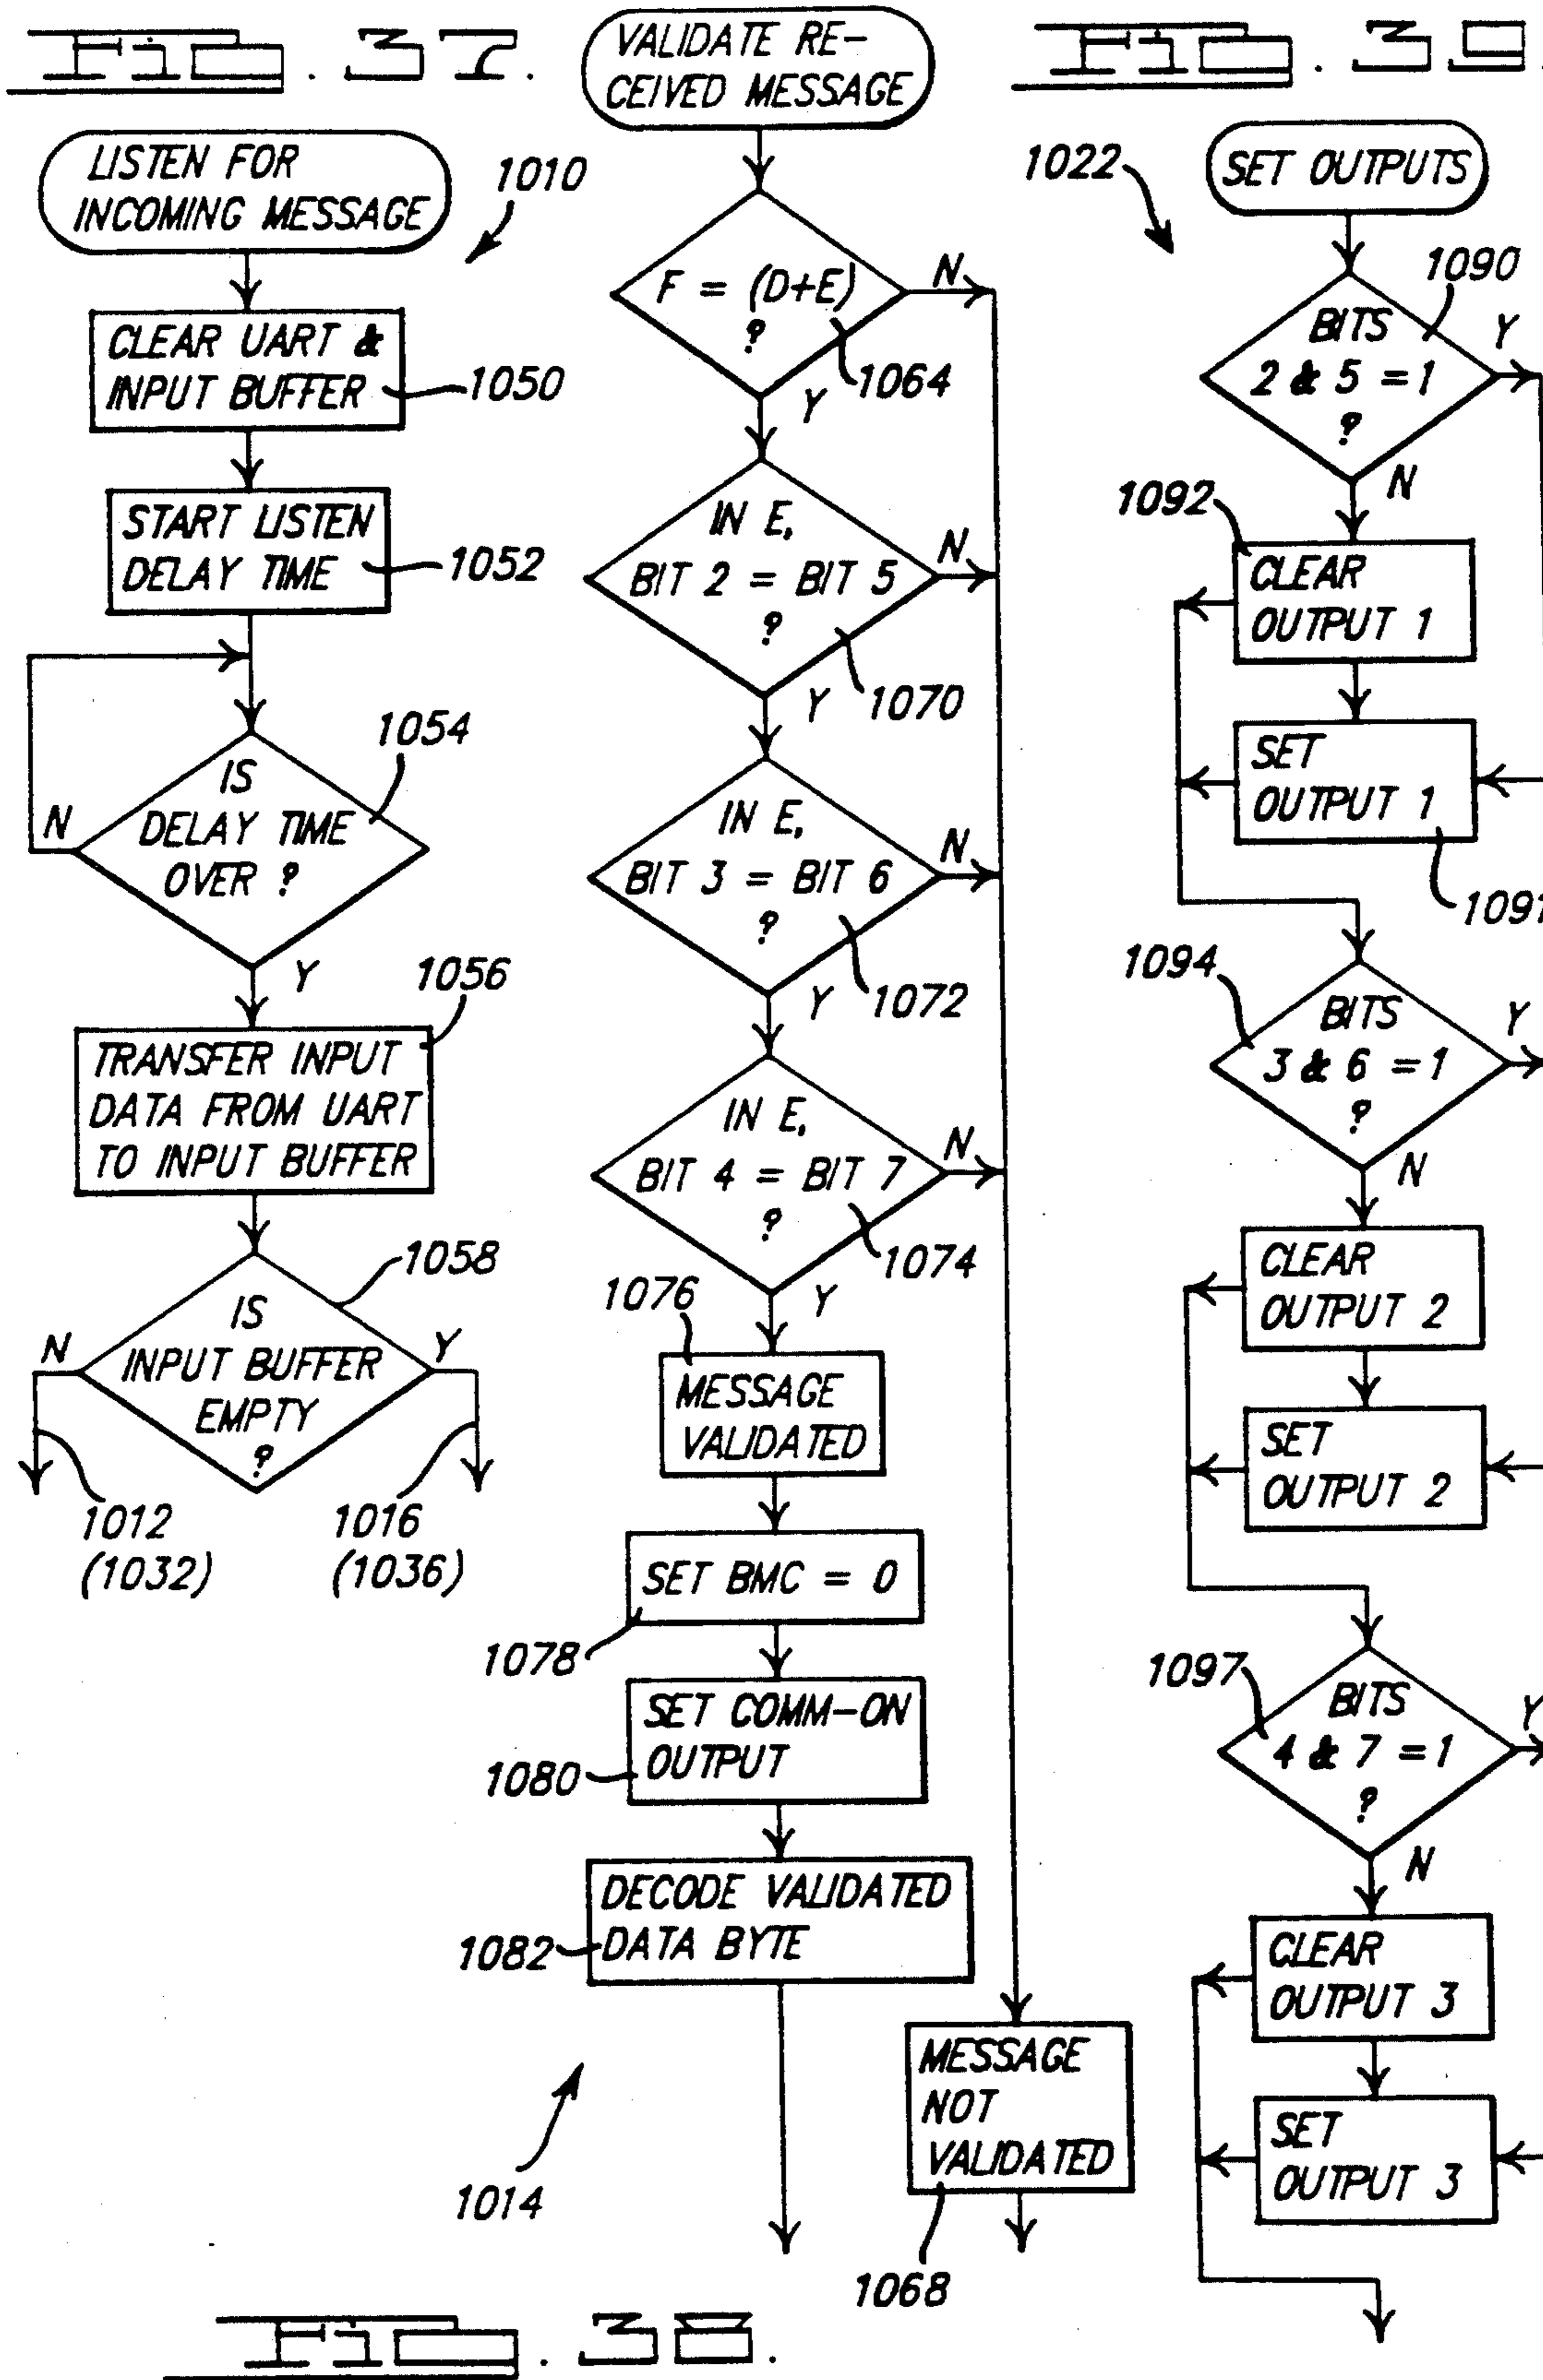 FIG. 37.
LISTEN FOR
INCOMING MESSAGE
1010
CLEAR UART &
INPUT BUFFER
1050
START LISTEN
DELAY TIME
1052
1054
IS
DELAY TIME
OVER ?
N
Y
1056
TRANSFER INPUT
DATA FROM UART
TO INPUT BUFFER
1058
IS
INPUT BUFFER
EMPTY
?
N
Y
1012
(1032)
1016
(1036)
VALIDATE RE-
CEIVED MESSAGE
F = (D+E)
?
N
1064
Y
IN E,
BIT 2 = BIT 5
?
N
1070
Y
IN E,
BIT 3 = BIT 6
?
N
1072
Y
IN E,
BIT 4 = BIT 7
?
N
1074
Y
1076
MESSAGE
VALIDATED
SET BMC = 0
1078
SET COMM-ON
OUTPUT
1080
DECODE VALIDATED
DATA BYTE
1082
MESSAGE
NOT
VALIDATED
1068
1014
FIG. 38.
FIG. 39.
1022
SET OUTPUTS
1090
BITS
2 & 5 = 1
?
Y
N
1092
CLEAR
OUTPUT 1
SET
OUTPUT 1
1091
1094
BITS
3 & 6 = 1
?
Y
N
CLEAR
OUTPUT 2
SET
OUTPUT 2
1097
BITS
4 & 7 = 1
?
Y
N
CLEAR
OUTPUT 3
SET
OUTPUT 3